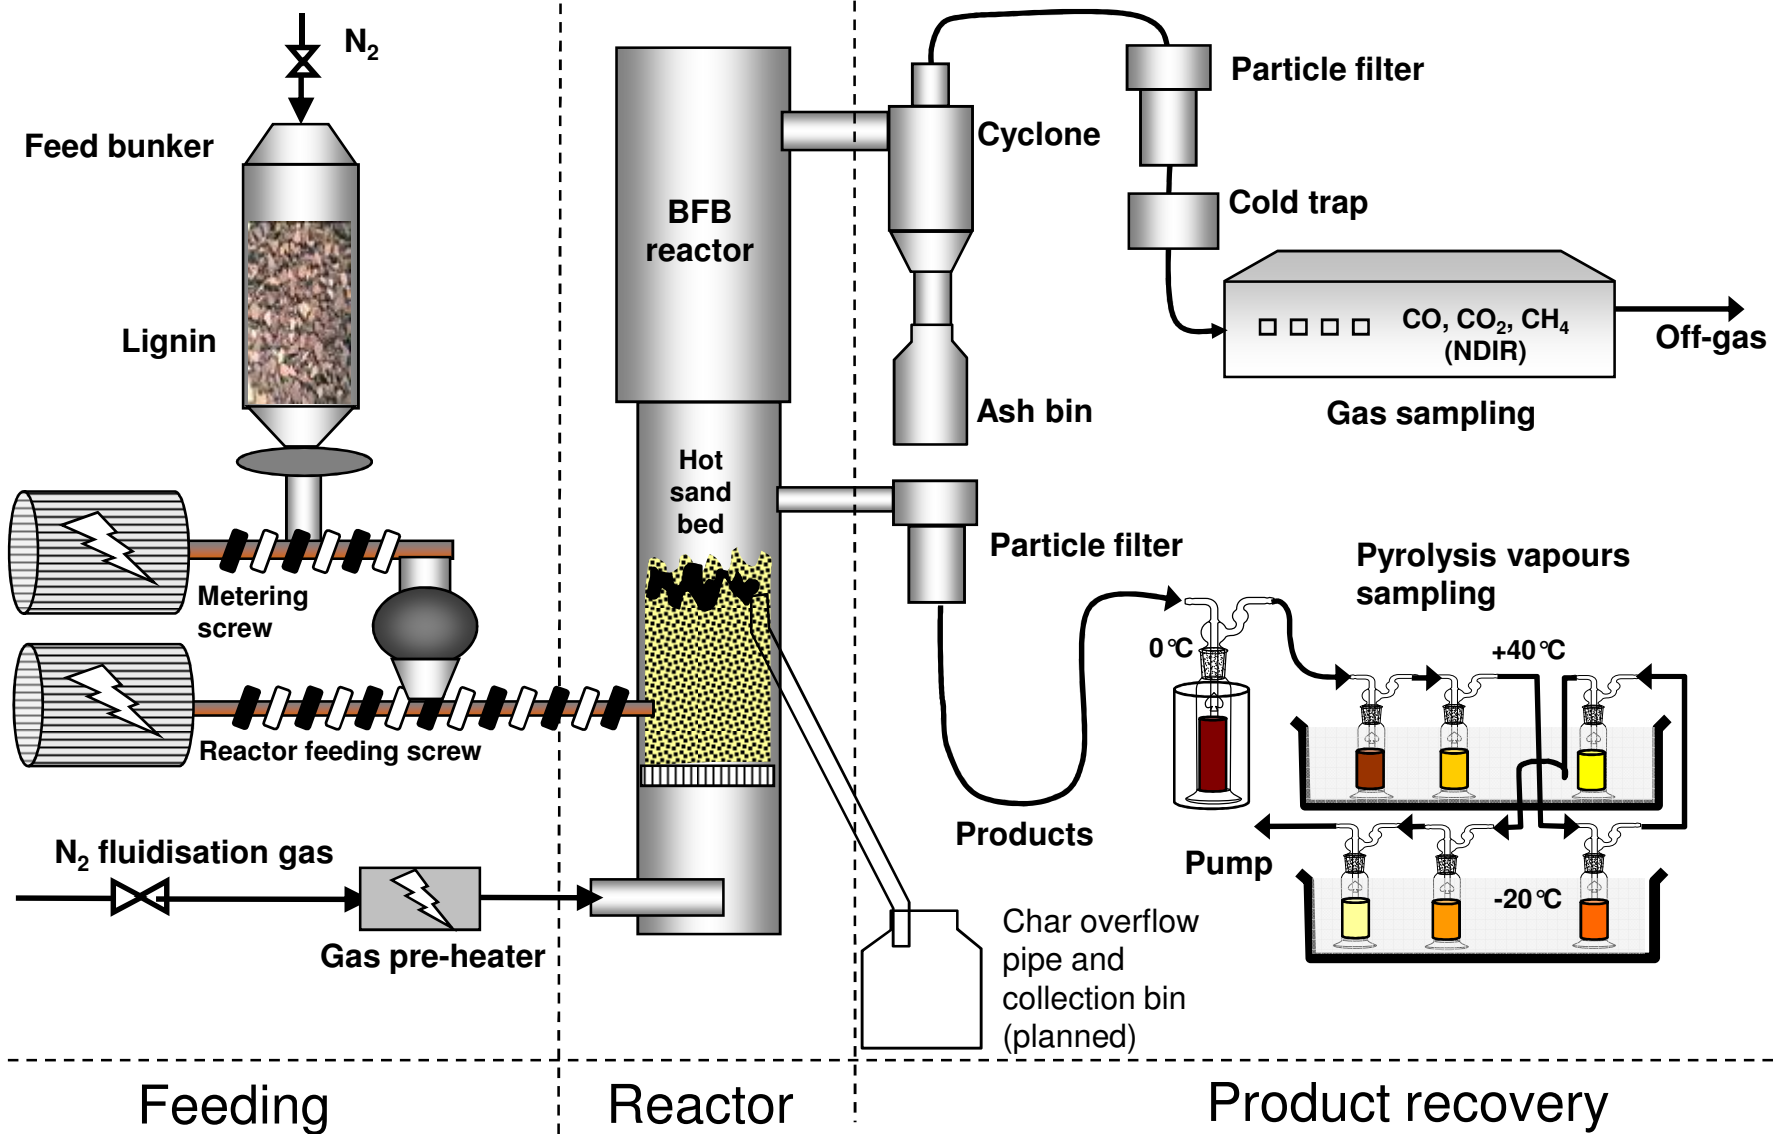 N₂
Feed bunker
Lignin
Metering
screw
Reactor feeding screw
N₂ fluidisation gas
Gas pre-heater
BFB
reactor
Hot
sand
bed
Cyclone
Ash bin
Particle filter
Cold trap
CO, CO₂, CH₄
(NDIR)
Off-gas
Gas sampling
Particle filter
Products
Pyrolysis vapours
sampling
0°C
+40°C
Pump
-20°C
Char overflow
pipe and
collection bin
(planned)
Feeding
Reactor
Product recovery